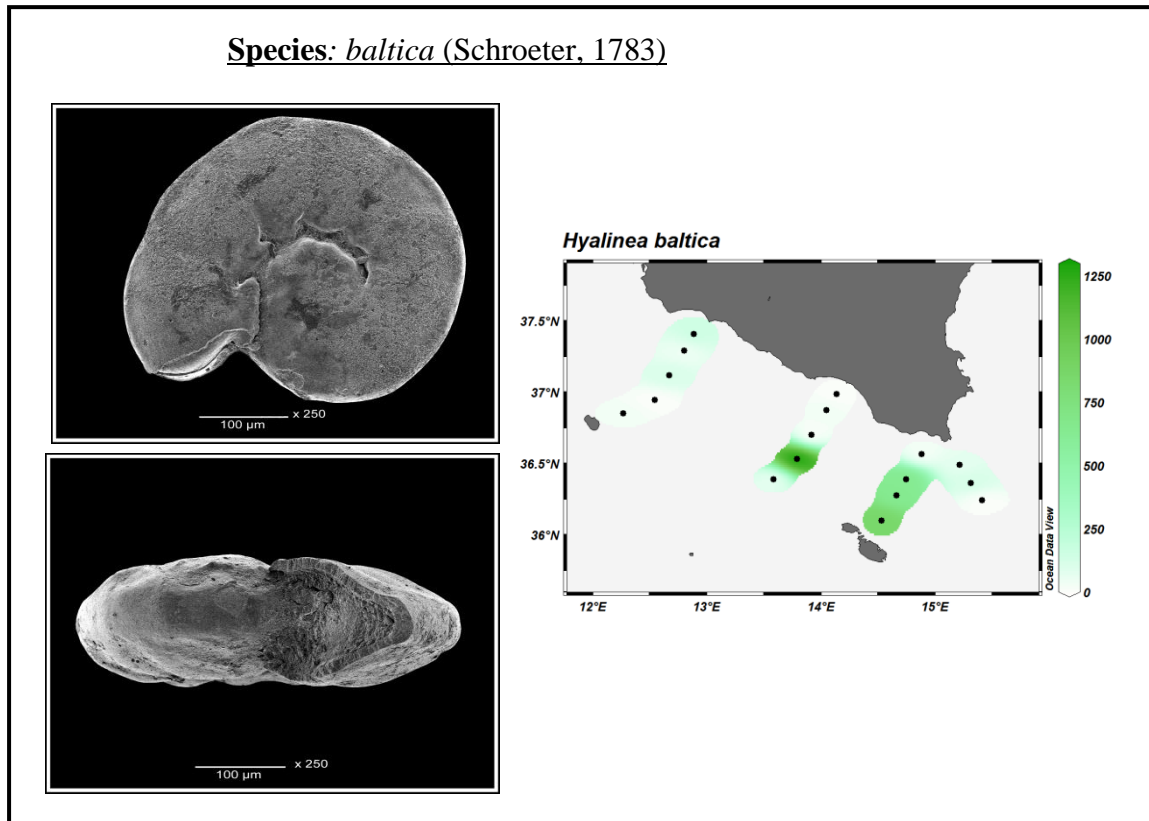 Species: baltica (Schroeter, 1783)
x 250
100 µm
x 250
100 µm
Hyalinea baltica
37.5°N
37°N
36.5°N
36°N
12°E
13°E
14°E
15°E
1250
1000
750
500
250
0
Ocean Data View